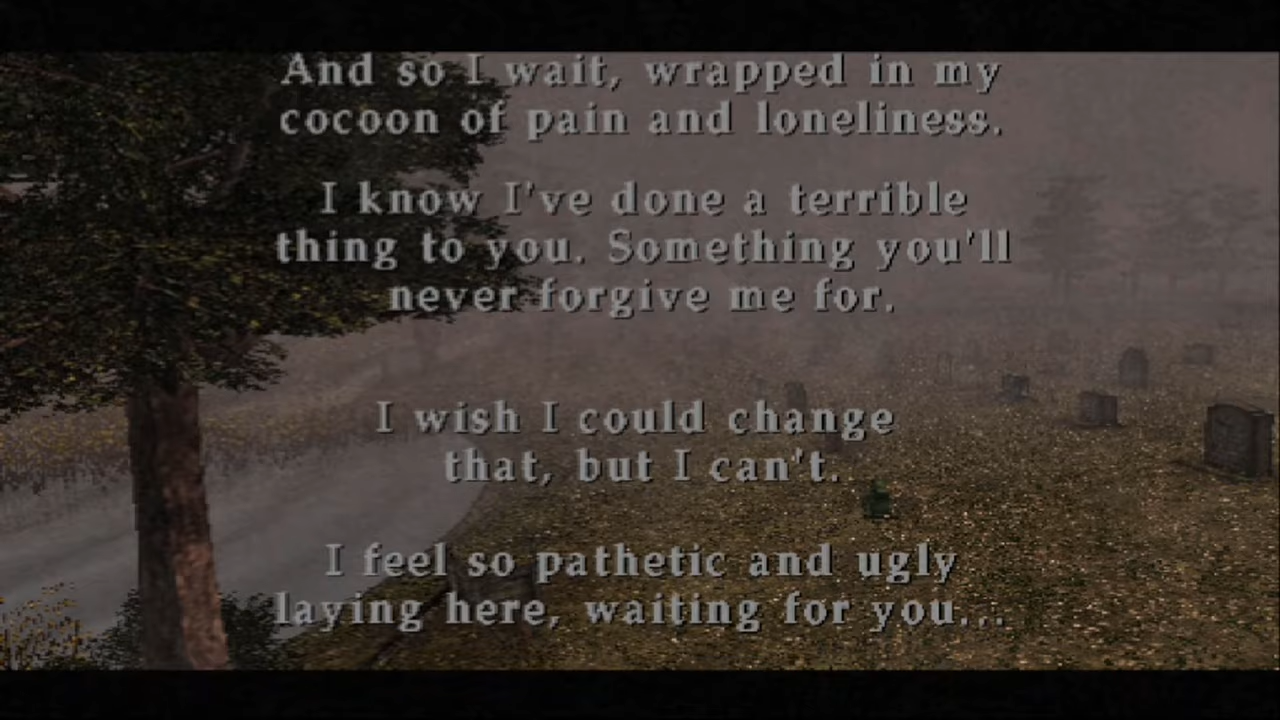 And so I wait, wrapped in my
cocoon of pain and loneliness.
I know I've done a terrible
thing to you. Something you'll
never forgive me for.
I wish I could change
that, but I can't.
I feel so pathetic and ugly
laying here, waiting for you...